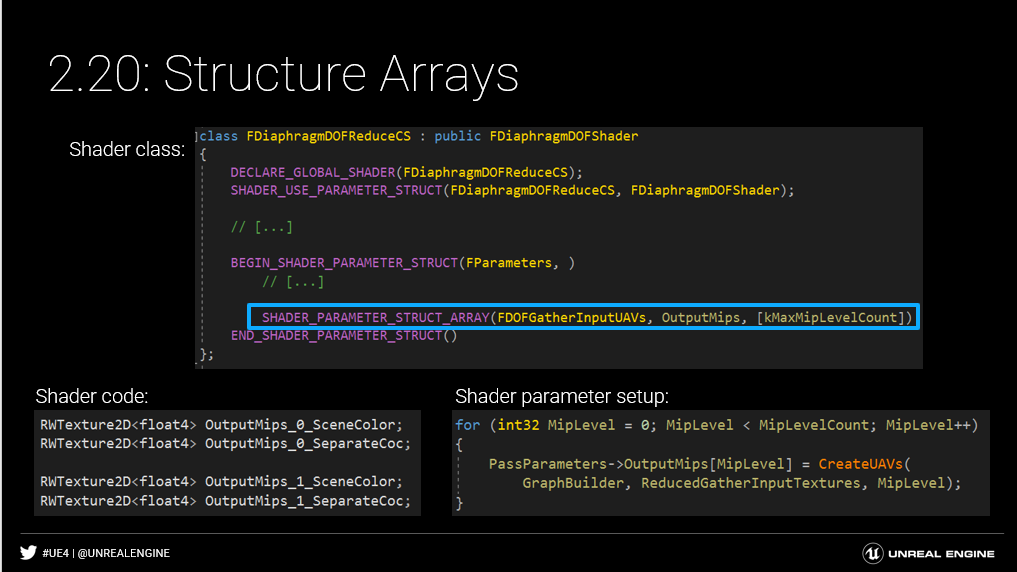 2.20: Structure Arrays
Shader class:
class FDiaphragmDOFReduceCS : public FDiaphragmDOFShader
{
DECLARE_GLOBAL_SHADER(FDiaphragmDOFReduceCS);
SHADER_USE_PARAMETER_STRUCT(FDiaphragmDOFReduceCS, FDiaphragmDOFShader);
// [...]
BEGIN_SHADER_PARAMETER_STRUCT(FParameters, )
// [...]
SHADER_PARAMETER_STRUCT_ARRAY(FDOFGatherInputUAVs, OutputMips, [kMaxMipLevelCount])
END_SHADER_PARAMETER_STRUCT()
};
Shader code:
RWTexture2D<float4> OutputMips_0_SceneColor;
RWTexture2D<float4> OutputMips_0_SeparateCoc;
RWTexture2D<float4> OutputMips_1_SceneColor;
RWTexture2D<float4> OutputMips_1_SeparateCoc;
Shader parameter setup:
for (int32 MipLevel = 0; MipLevel < MipLevelCount; MipLevel++)
{
PassParameters->OutputMips[MipLevel] = CreateUAVs(
GraphBuilder, ReducedGatherInputTextures, MipLevel);
}
#UE4 | @UNREALENGINE
UNREAL ENGINE